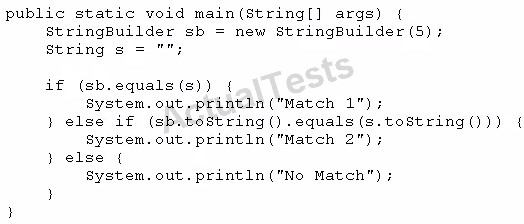 public static void main(String[] args) {
    StringBuilder sb = new StringBuilder(5);
    String s = "";

    if (sb.equals(s)) {
        System.out.println("Match 1");
    } else if (sb.toString().equals(s.toString())) {
        System.out.println("Match 2");
    } else {
        System.out.println("No Match");
    }
}
ActualTests